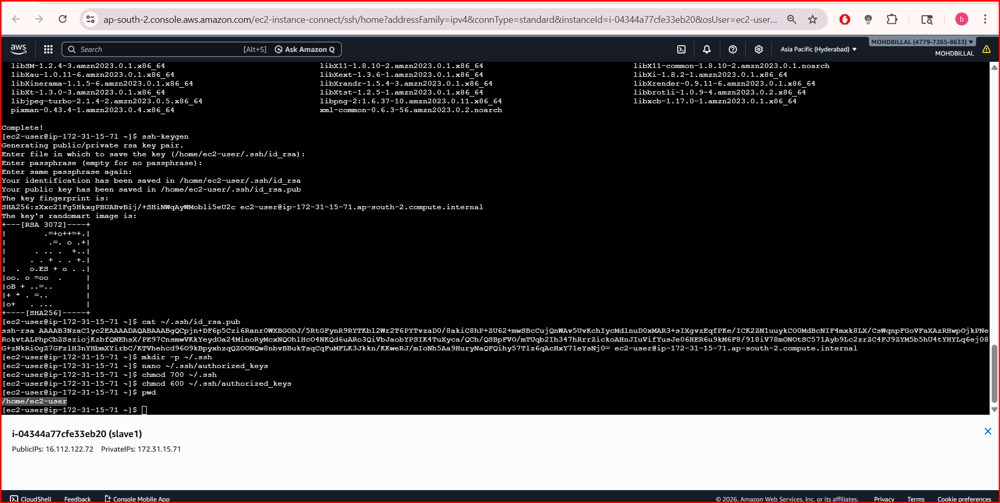 ap-south-2.console.aws.amazon.com/ec2-instance-connect/ssh/home?addressFamily=ipv4&connType=standard&instanceId=i-04344a77cfe33eb20&osUser=ec2-user...
b
aws
Search [Alt+S] Ask Amazon Q
Asia Pacific (Hyderabad)
MOHDBILLAL (4779-7265-8633)
MOHDBILLAL
libSM-1.2.4-3.amzn2023.0.1.x86_64 libX11-1.8.10-2.amzn2023.0.1.x86_64 libX11-common-1.8.10-2.amzn2023.0.1.noarch
libXau-1.0.11-6.amzn2023.0.1.x86_64 libXext-1.3.6-1.amzn2023.0.1.x86_64 libXi-1.8.2-1.amzn2023.0.1.x86_64
libXinerama-1.1.5-6.amzn2023.0.1.x86_64 libXrandr-1.5.4-3.amzn2023.0.1.x86_64 libXrender-0.9.11-6.amzn2023.0.1.x86_64
libXt-1.3.0-3.amzn2023.0.1.x86_64 libXtst-1.2.5-1.amzn2023.0.1.x86_64 libbrotli-1.0.9-4.amzn2023.0.2.x86_64
libjpeg-turbo-2.1.4-2.amzn2023.0.5.x86_64 libpng-2:1.6.37-10.amzn2023.0.11.x86_64 libxcb-1.17.0-1.amzn2023.0.1.x86_64
pixman-0.43.4-1.amzn2023.0.4.x86_64 xml-common-0.6.3-56.amzn2023.0.2.noarch
Complete!
[ec2-user@ip-172-31-15-71 ~]$ ssh-keygen
Generating public/private rsa key pair.
Enter file in which to save the key (/home/ec2-user/.ssh/id_rsa):
Enter passphrase (empty for no passphrase):
Enter same passphrase again:
Your identification has been saved in /home/ec2-user/.ssh/id_rsa
Your public key has been saved in /home/ec2-user/.ssh/id_rsa.pub
The key fingerprint is:
SHA256:zXxc21Fg5HkxgPBUABvBij/+SHiNWqAyWMobli5eU2c ec2-user@ip-172-31-15-71.ap-south-2.compute.internal
The key's randomart image is:
+---[RSA 3072]----+
|         .=+o++=+.|
|          .=. o .+|
|       . .. .  +..|
|      . . + . . +.|
|  .  o.ES + o . .|
|oo. o =oo  .      |
|oB + ..=..        |
|+ * . =..         |
|o+   . ...        |
+----[SHA256]-----+
[ec2-user@ip-172-31-15-71 ~]$ cat ~/.ssh/id_rsa.pub
ssh-rsa
ec2-user@ip-172-31-15-71.ap-south-2.compute.internal
[ec2-user@ip-172-31-15-71 ~]$ mkdir -p ~/.ssh
[ec2-user@ip-172-31-15-71 ~]$ nano ~/.ssh/authorized_keys
[ec2-user@ip-172-31-15-71 ~]$ chmod 700 ~/.ssh
[ec2-user@ip-172-31-15-71 ~]$ chmod 600 ~/.ssh/authorized_keys
[ec2-user@ip-172-31-15-71 ~]$ pwd
/home/ec2-user
[ec2-user@ip-172-31-15-71 ~]$
i-04344a77cfe33eb20 (slave1)
PublicIPs: 16.112.122.72 PrivateIPs: 172.31.15.71
CloudShell Feedback Console Mobile App © 2026, Amazon Web Services, Inc. or its affiliates. Privacy Terms Cookie preferences